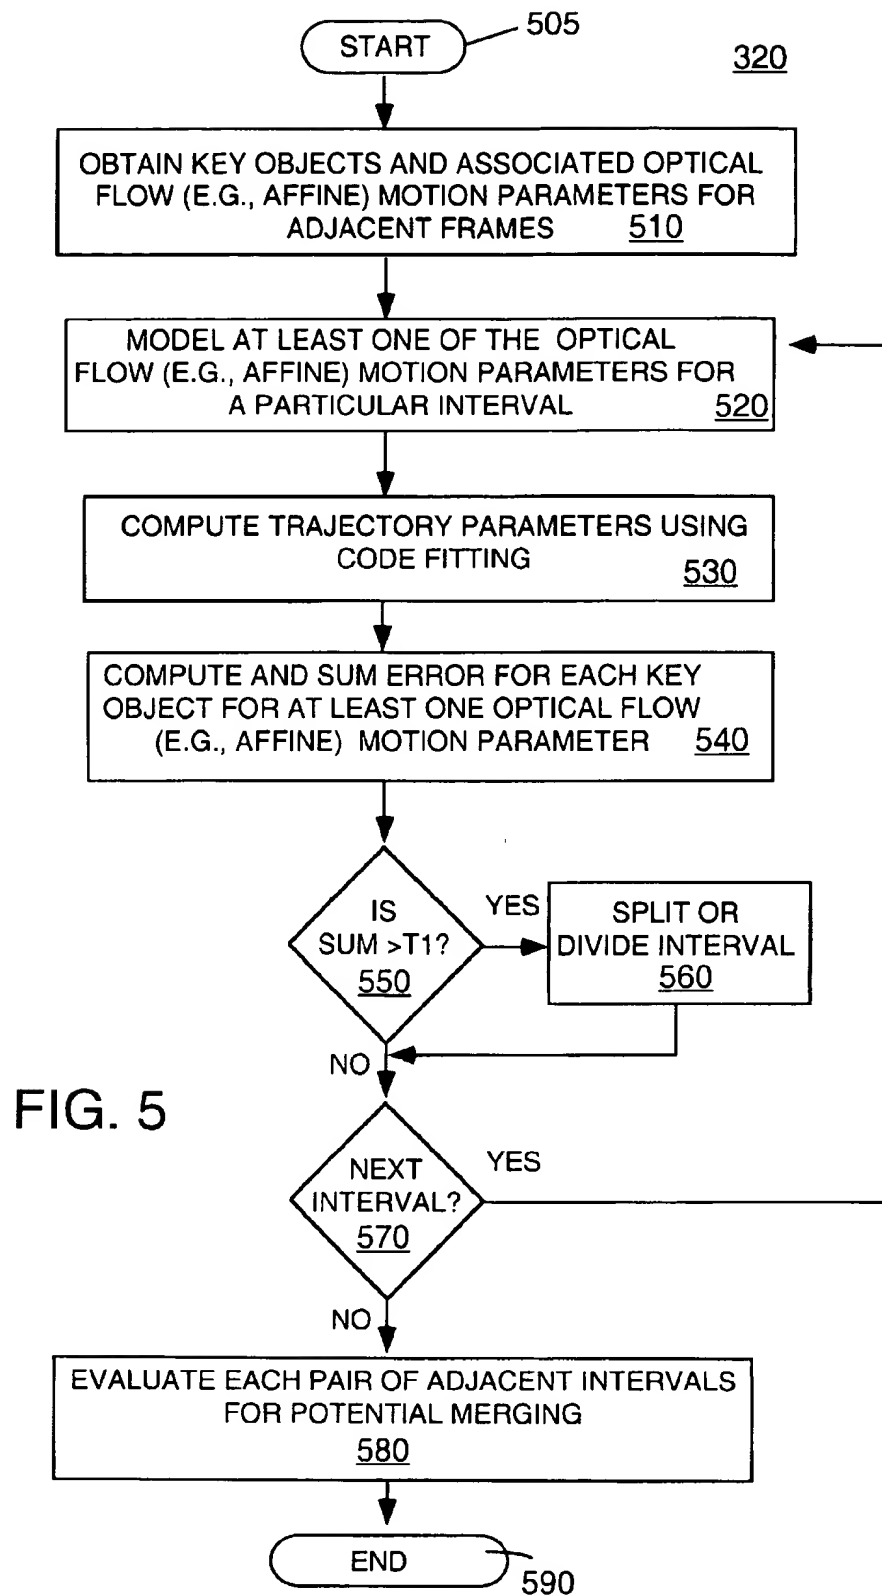 START
505
320
OBTAIN KEY OBJECTS AND ASSOCIATED OPTICAL
FLOW (E.G., AFFINE) MOTION PARAMETERS FOR
ADJACENT FRAMES 510
MODEL AT LEAST ONE OF THE OPTICAL
FLOW (E.G., AFFINE) MOTION PARAMETERS FOR
A PARTICULAR INTERVAL 520
COMPUTE TRAJECTORY PARAMETERS USING
CODE FITTING 530
COMPUTE AND SUM ERROR FOR EACH KEY
OBJECT FOR AT LEAST ONE OPTICAL FLOW
(E.G., AFFINE) MOTION PARAMETER 540
IS
SUM >T1?
550
YES
SPLIT OR
DIVIDE INTERVAL
560
NO
FIG. 5
NEXT
INTERVAL?
570
YES
NO
EVALUATE EACH PAIR OF ADJACENT INTERVALS
FOR POTENTIAL MERGING
580
END
590